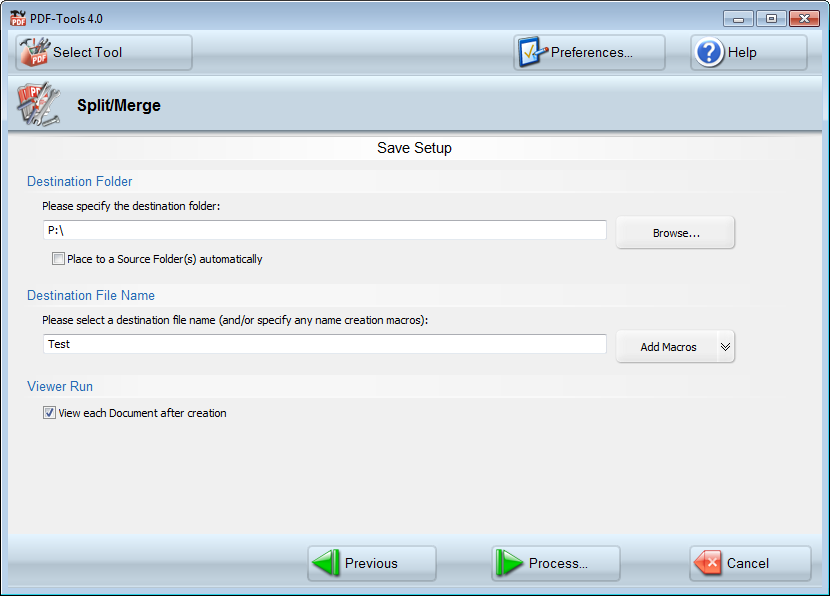 PDF-Tools 4.0
Select Tool
Preferences...
Help
Split/Merge
Save Setup
Destination Folder
Please specify the destination folder:
P:\
Browse...
Place to a Source Folder(s) automatically
Destination File Name
Please select a destination file name (and/or specify any name creation macros):
Test
Add Macros
Viewer Run
View each Document after creation
Previous
Process...
Cancel